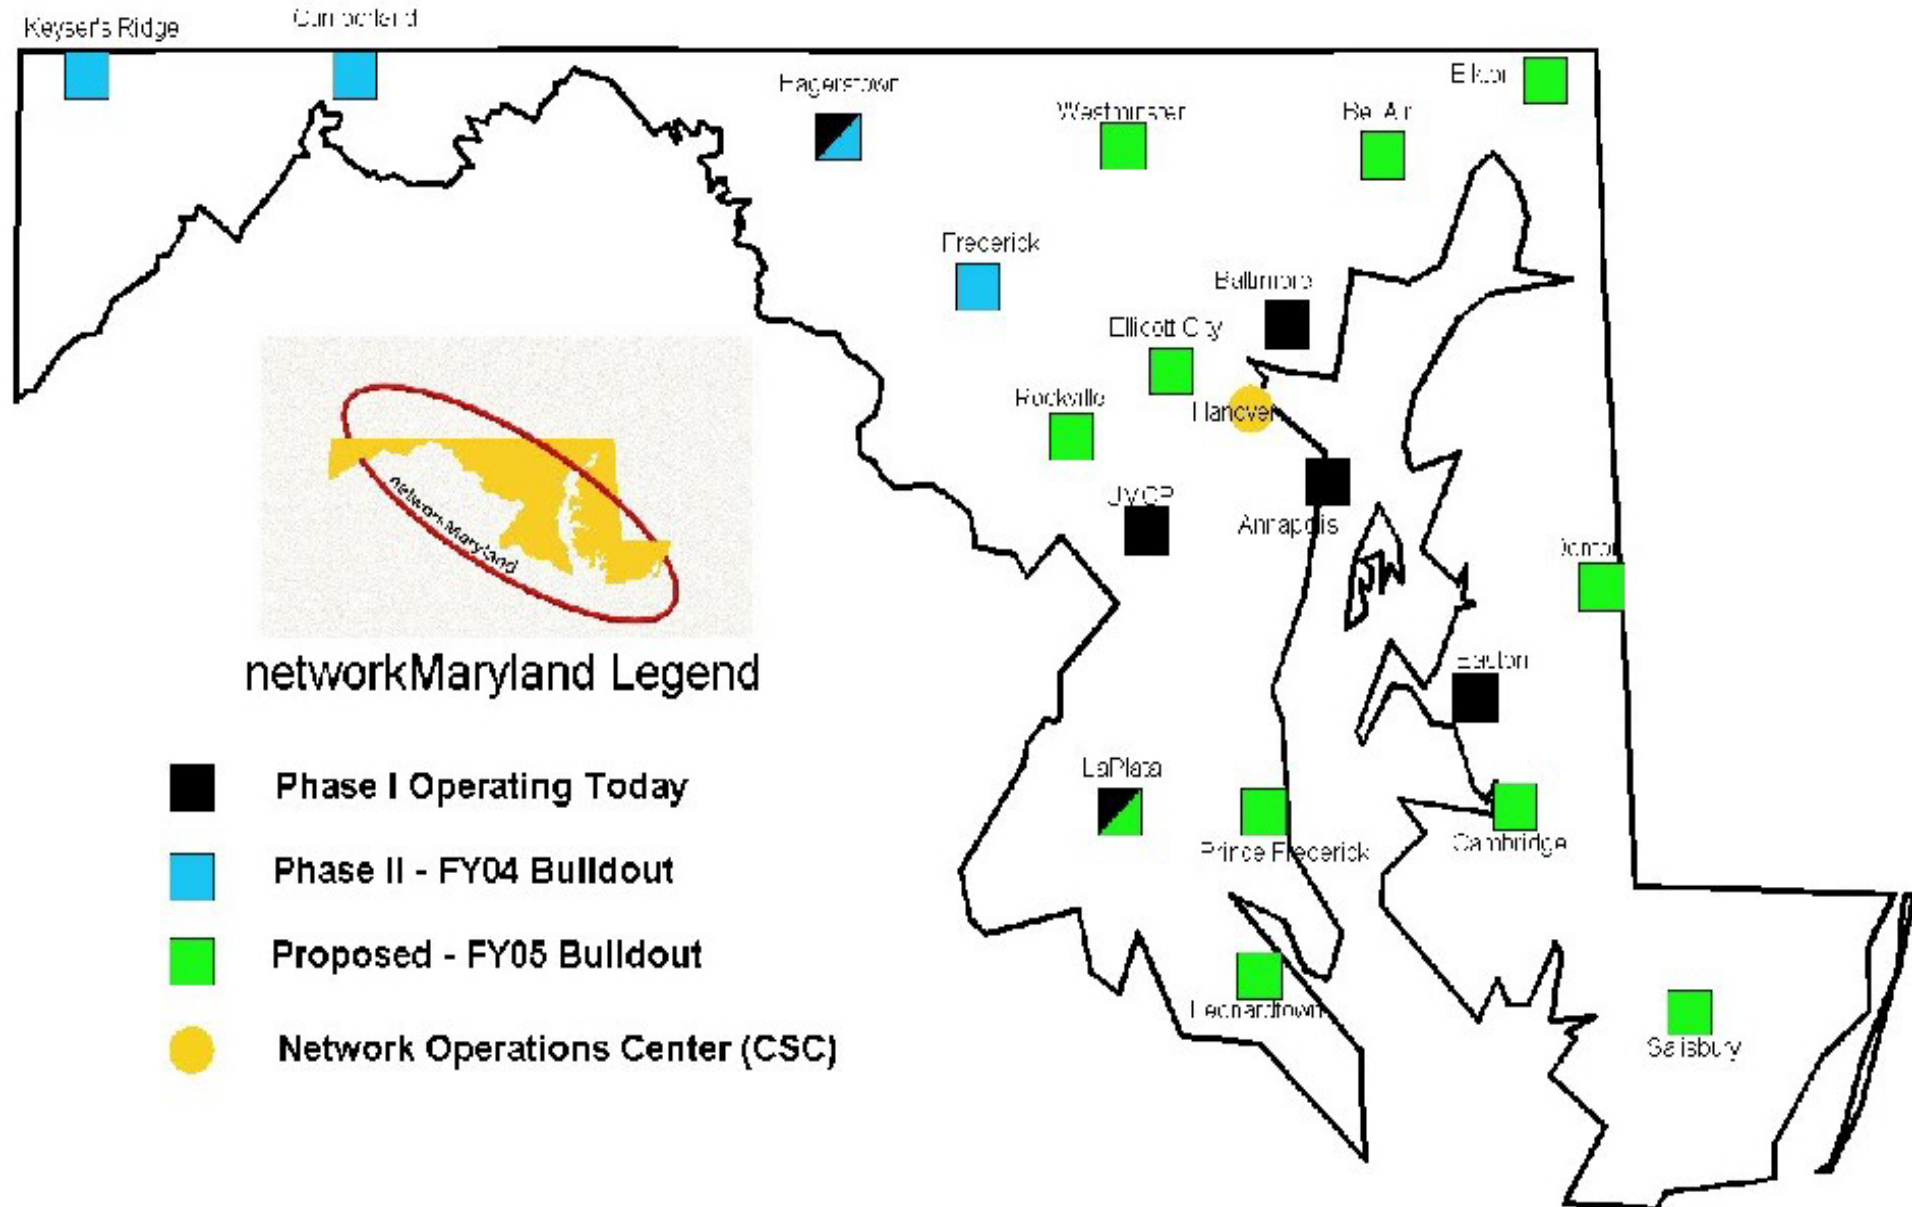 Keyser's Ridge
Cumberland
Hagerstown
Westminster
Bel Air
Elkton
Frederick
Baltimore
Ellicott City
Rockville
Hanover
UMCP
Annapolis
Denton
Easton
LaPlata
Prince Frederick
Cambridge
Leonardtown
Salisbury
networkMaryland
networkMaryland Legend
Phase I Operating Today
Phase II - FY04 Buildout
Proposed - FY05 Buildout
Network Operations Center (CSC)